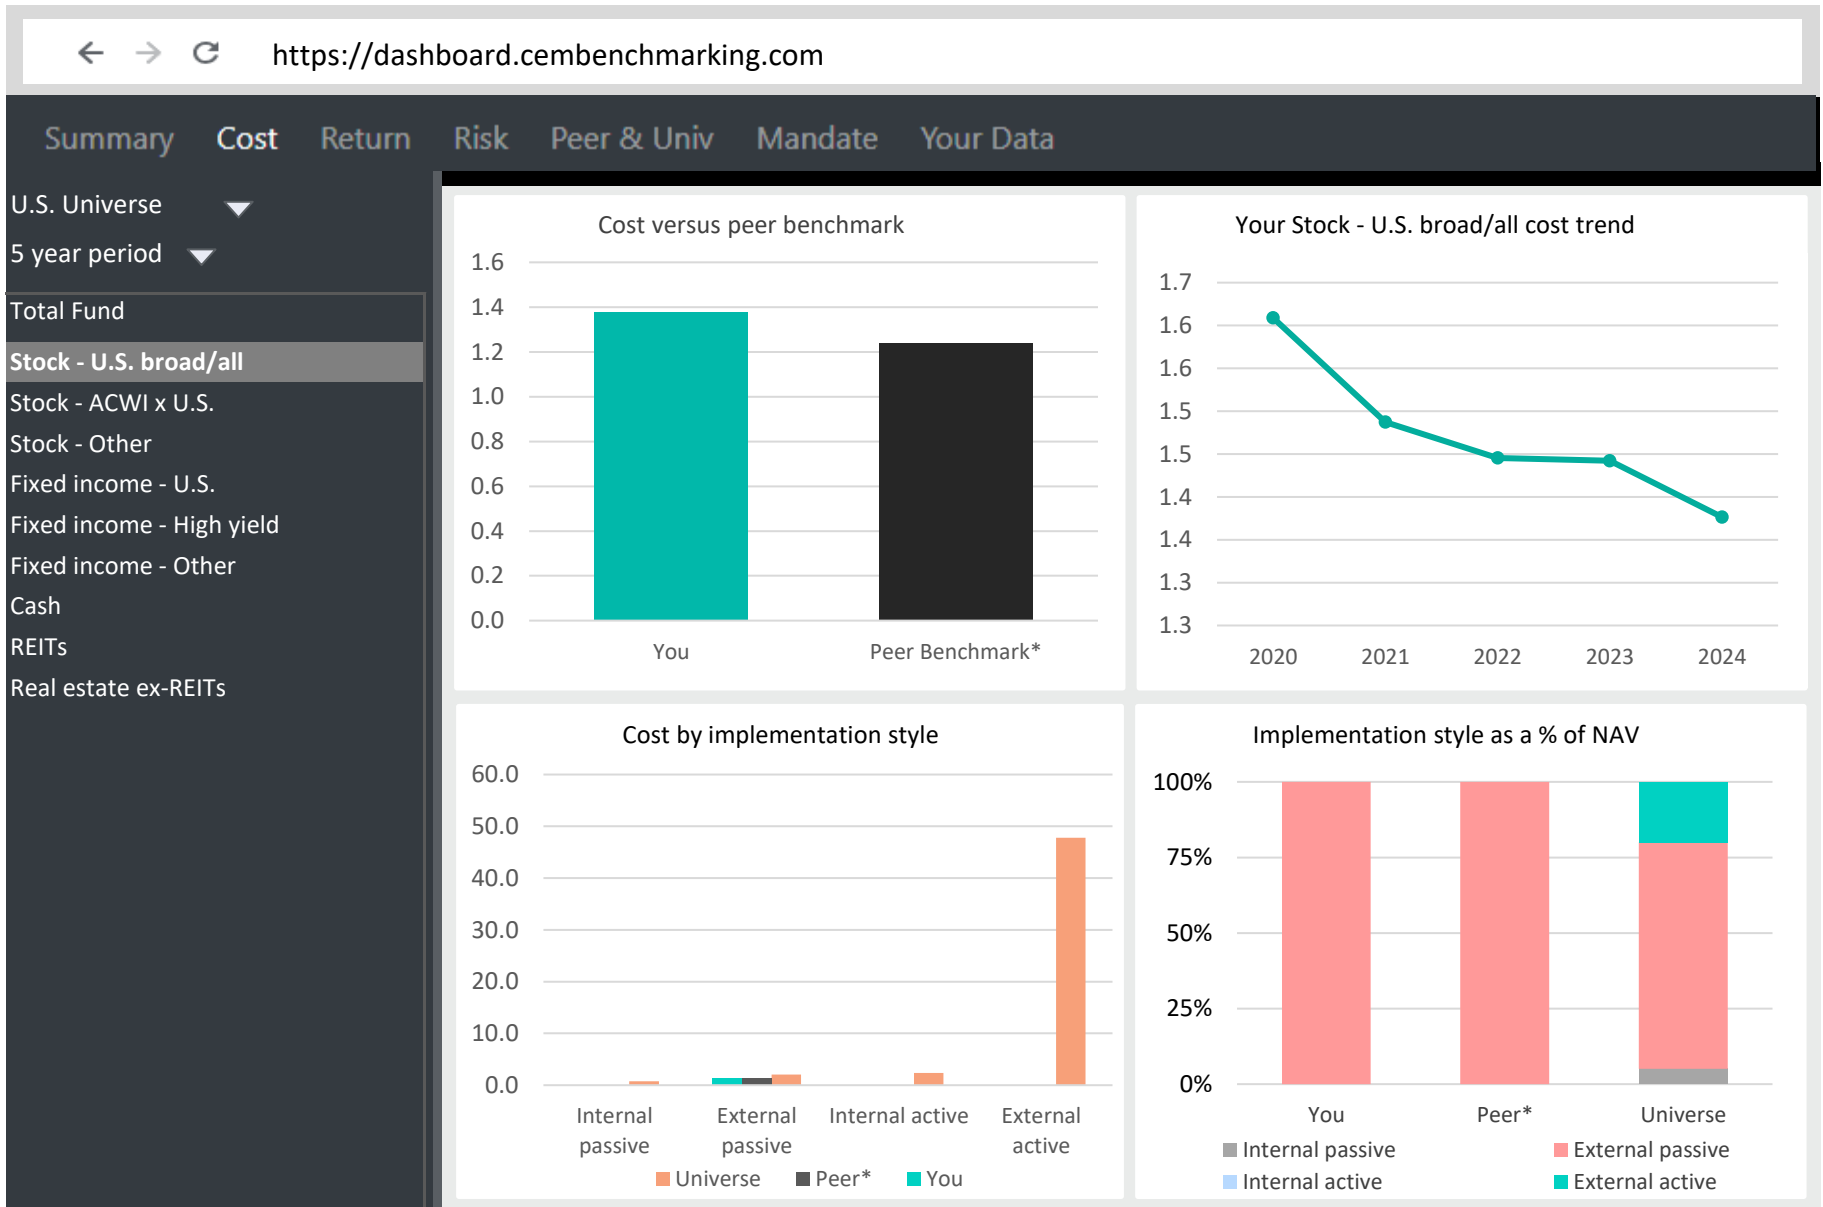 https://dashboard.cembenchmarking.com
Summary Cost Return Risk Peer & Univ Mandate Your Data
U.S. Universe
5 year period
Total Fund
Stock - U.S. broad/all
Stock - ACWI x U.S.
Stock - Other
Fixed income - U.S.
Fixed income - High yield
Fixed income - Other
Cash
REITs
Real estate ex-REITs
Cost versus peer benchmark
1.6
1.4
1.2
1.0
0.8
0.6
0.4
0.2
0.0
You Peer Benchmark*
Your Stock - U.S. broad/all cost trend
1.7
1.6
1.6
1.5
1.5
1.4
1.4
1.3
1.3
2020 2021 2022 2023 2024
Cost by implementation style
60.0
50.0
40.0
30.0
20.0
10.0
0.0
Internal passive External passive Internal active External active
Universe Peer* You
Implementation style as a % of NAV
100%
75%
50%
25%
0%
You Peer* Universe
Internal passive External passive
Internal active External active